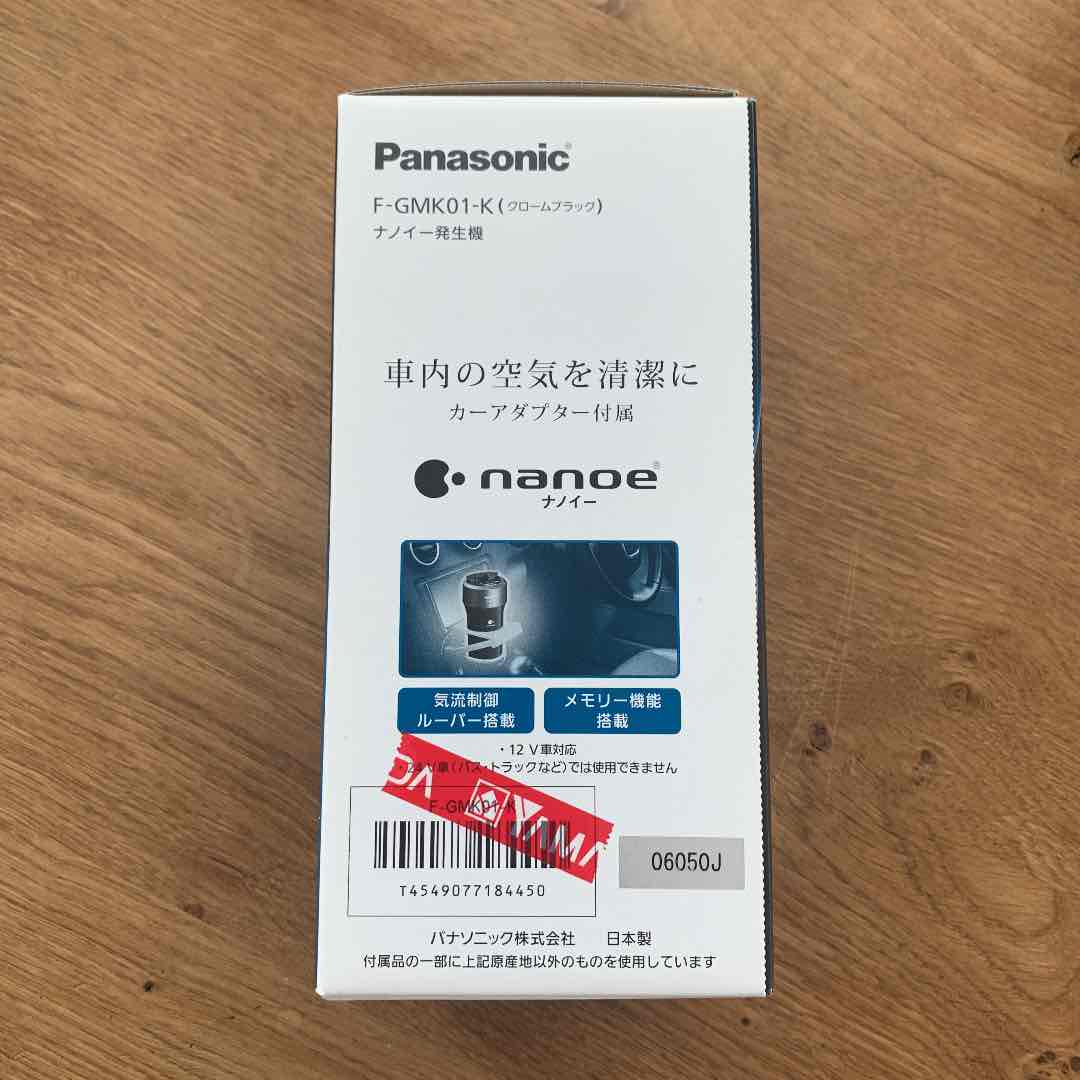 Panasonic®
F-GMK01-K(クロームブラック)
ナノイー発生機
車内の空気を清潔に
カーアダプター付属
nanoe®
ナノイー
気流制御
ルーバー搭載
メモリー機能
搭載
・12 V車対応
・24 V車(バス・トラックなど)では使用できません
DA YAMA
F-GMK01-K
T4549077184450
06050J
パナソニック株式会社 日本製
付属品の一部に上記原産地以外のものを使用しています